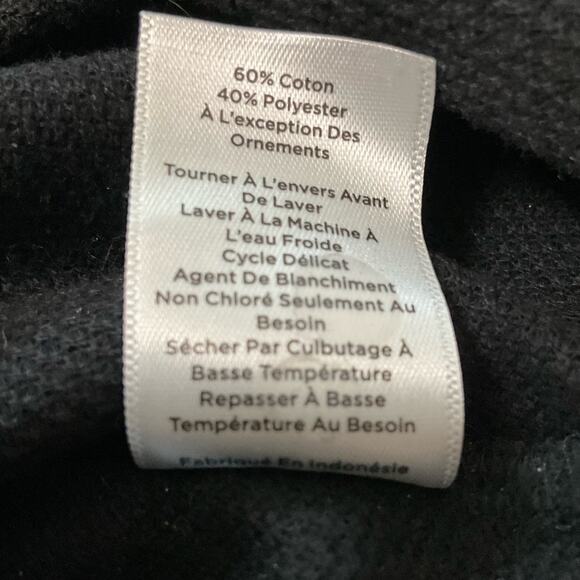 60% Coton
40% Polyester
À L'exception Des
Ornements
Tourner À L'envers Avant
De Laver
Laver À La Machine À
L'eau Froide
Cycle Délicat
Agent De Blanchiment
Non Chloré Seulement Au
Besoin
Sécher Par Culbutage À
Basse Température
Repasser À Basse
Température Au Besoin
Fabriqué En Indonésie